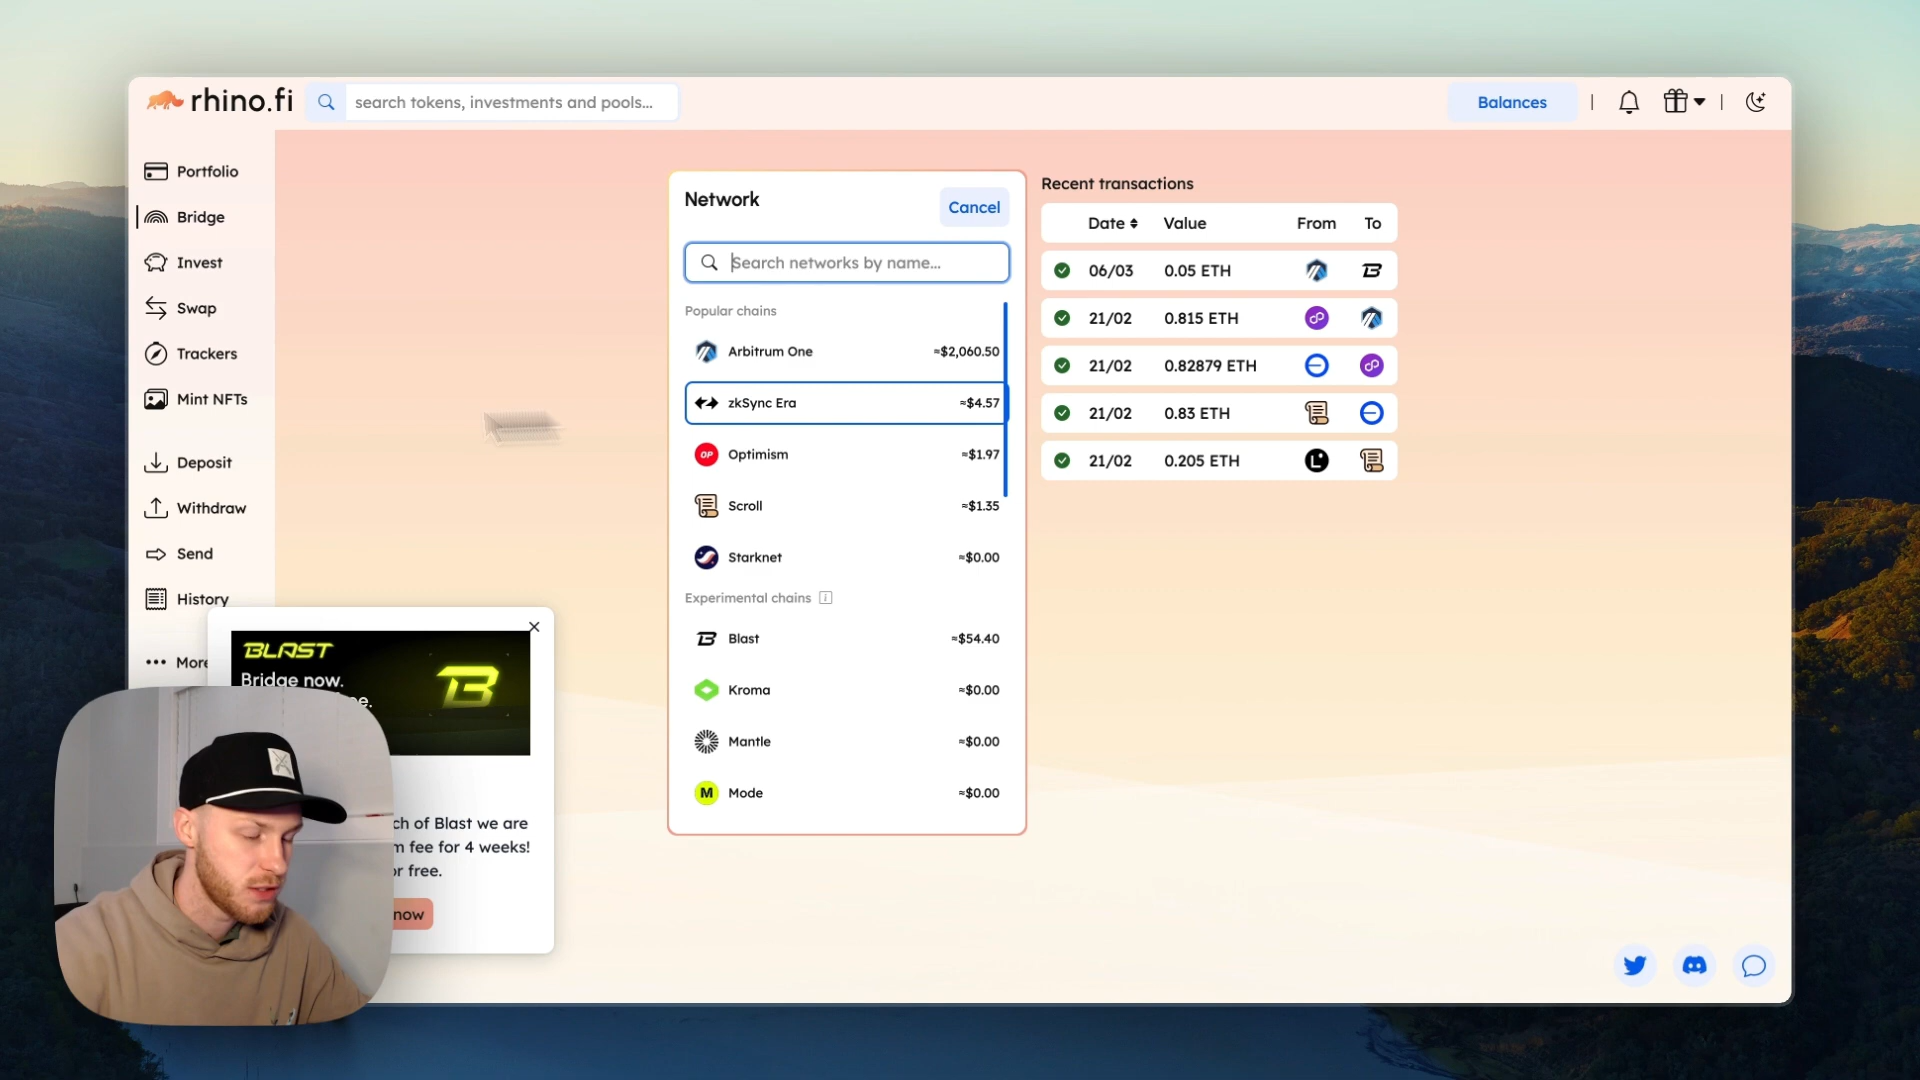 rhino.fi
search tokens, investments and pools...
Balances
Portfolio
Bridge
Invest
Swap
Trackers
Mint NFTs
Deposit
Withdraw
Send
History
More
Network
Cancel
Search networks by name...
Popular chains
Arbitrum One ≈$2,060.50
zkSync Era ≈$4.57
OP Optimism ≈$1.97
Scroll ≈$1.35
Starknet ≈$0.00
Experimental chains i
Blast ≈$54.40
Kroma ≈$0.00
Mantle ≈$0.00
M Mode ≈$0.00
Recent transactions
Date Value From To
06/03 0.05 ETH
21/02 0.815 ETH
21/02 0.82879 ETH
21/02 0.83 ETH
21/02 0.205 ETH
BLAST
Bridge now.
of Blast we are
fee for 4 weeks!
free.
now